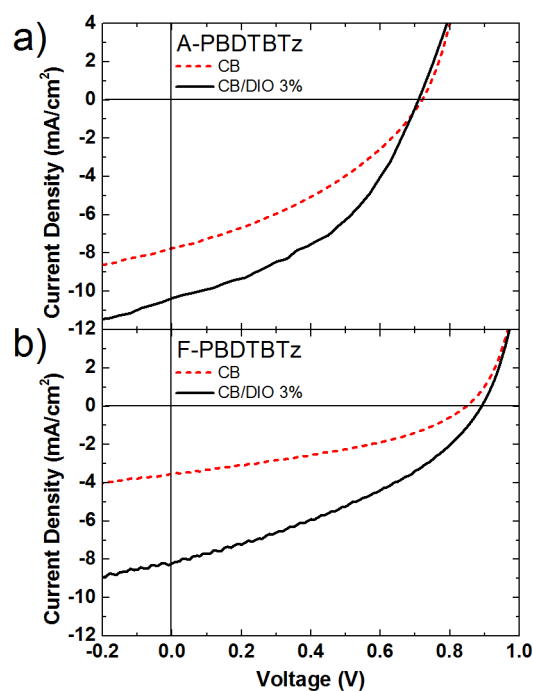 a)
A-PBDTBTz
CB
CB/DIO 3%
Current Density (mA/cm²)
4
2
0
-2
-4
-6
-8
-10
-12
b)
F-PBDTBTz
CB
CB/DIO 3%
Current Density (mA/cm²)
2
0
-2
-4
-6
-8
-10
-12
-0.2 0.0 0.2 0.4 0.6 0.8 1.0
Voltage (V)